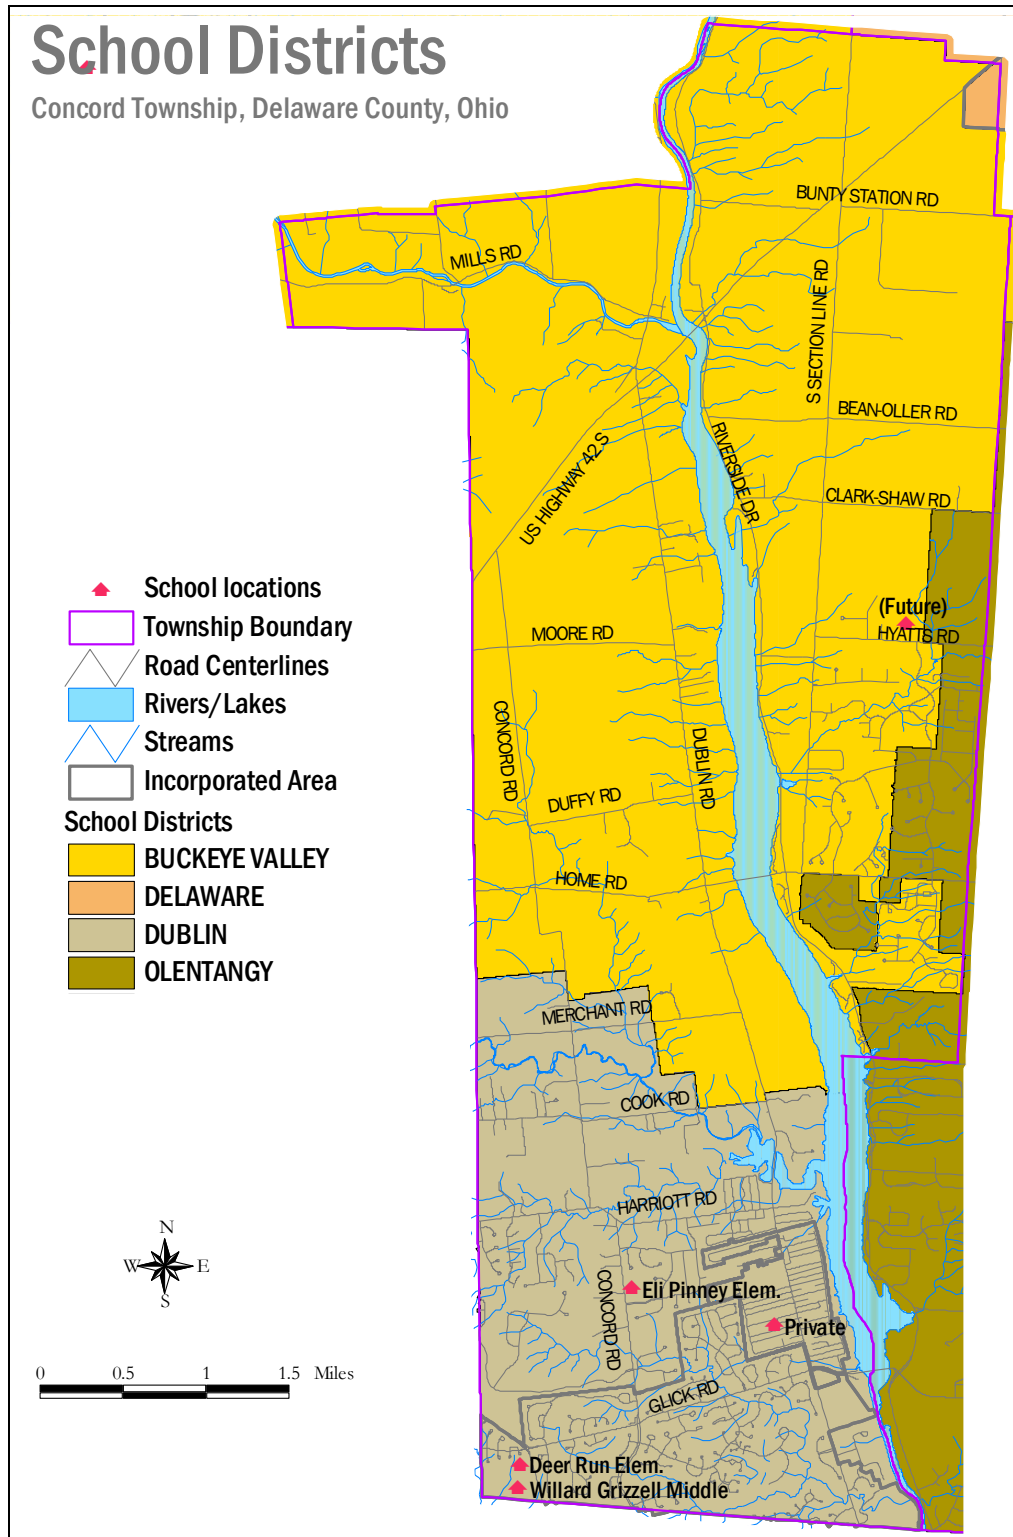 School Districts
Concord Township, Delaware County, Ohio
BUNTY STATION RD
MILLS RD
S SECTION LINE RD
BEAN-OLLER RD
RIVERSIDE DR
US HIGHWAY 42 S
CLARK-SHAW RD
School locations
(Future)
Township Boundary
MOORE RD
HYATTS RD
Road Centerlines
Rivers/Lakes
Streams
CONCORD RD
DUBLIN RD
Incorporated Area
DUFFY RD
School Districts
BUCKEYE VALLEY
HOME RD
DELAWARE
DUBLIN
OLENTANGY
MERCHANT RD
COOK RD
HARRIOTT RD
N
W E
S
Eli Pinney Elem.
CONCORD RD
Private
0 0.5 1 1.5 Miles
GLICK RD
Deer Run Elem.
Willard Grizzell Middle